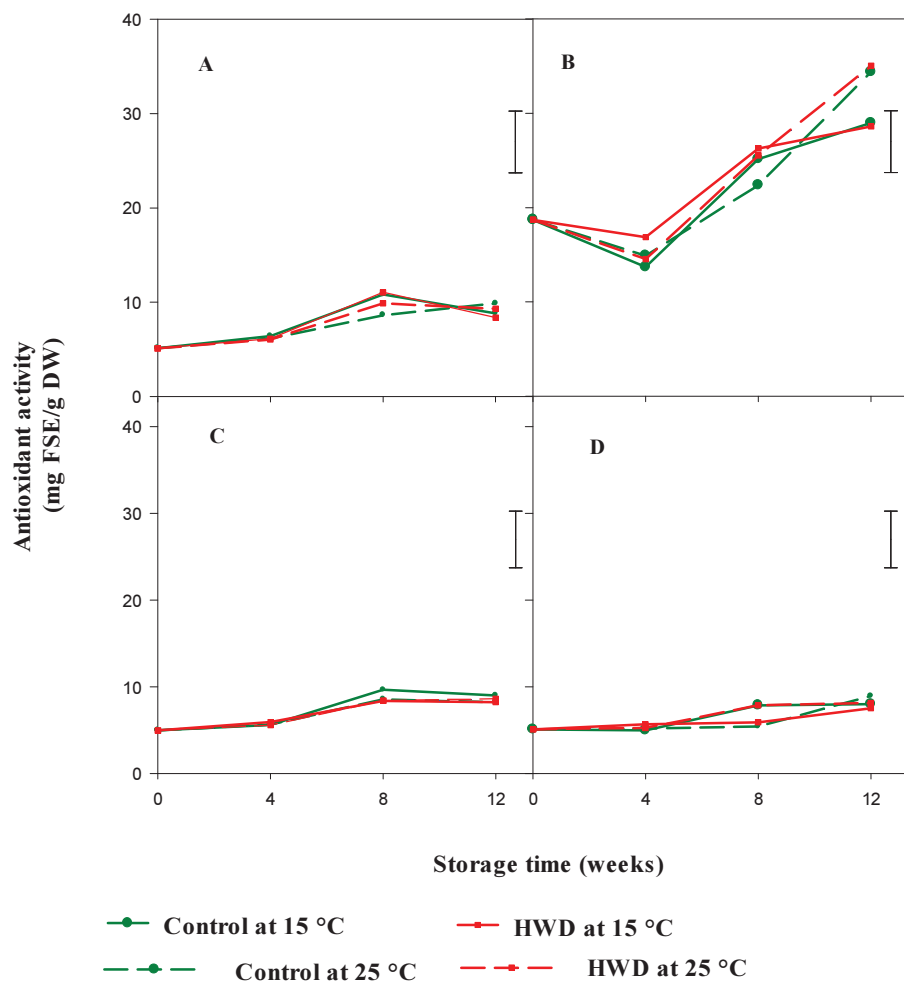 40
30
20
10
0
A
B
Antioxidant activity
(mg FSE/g DW)
40
30
20
10
0
C
D
0 4 8 12 0 4 8 12
Storage time (weeks)
Control at 15 °C HWD at 15 °C
Control at 25 °C HWD at 25 °C